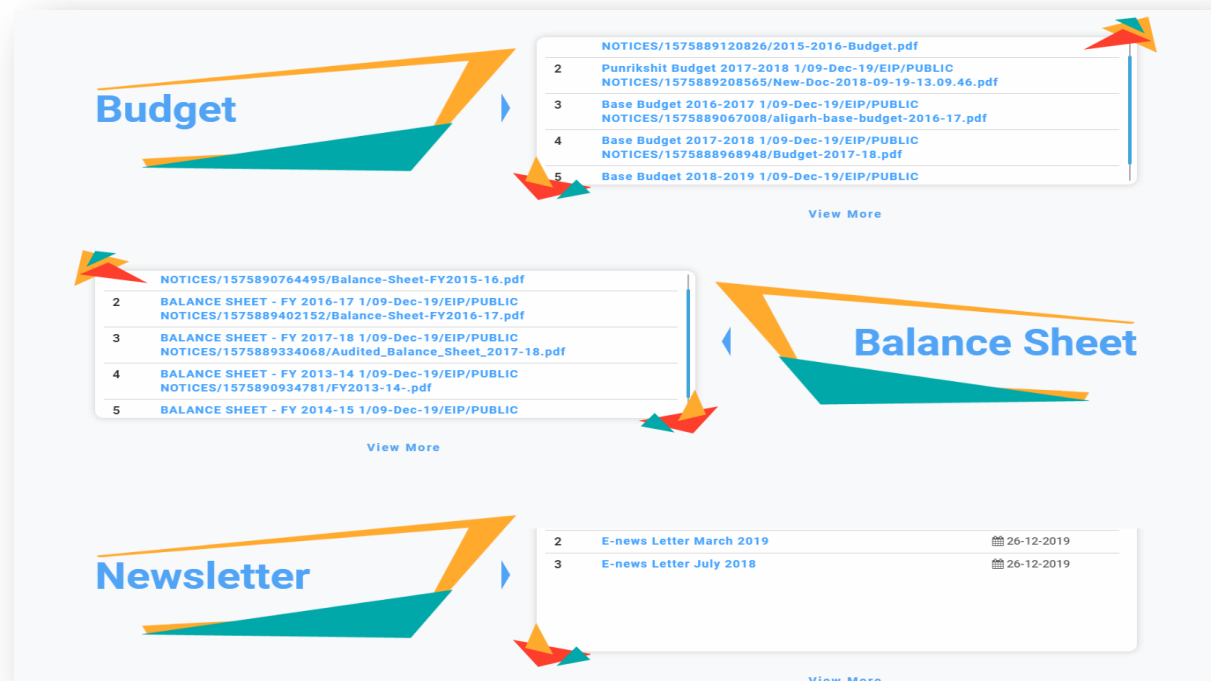 Budget
NOTICES/1575889120826/2015-2016-Budget.pdf
2 Punrikshit Budget 2017-2018 1/09-Dec-19/EIP/PUBLIC
NOTICES/1575889208565/New-Doc-2018-09-19-13.09.46.pdf
3 Base Budget 2016-2017 1/09-Dec-19/EIP/PUBLIC
NOTICES/1575889067008/aligarh-base-budget-2016-17.pdf
4 Base Budget 2017-2018 1/09-Dec-19/EIP/PUBLIC
NOTICES/1575888968948/Budget-2017-18.pdf
5 Base Budget 2018-2019 1/09-Dec-19/EIP/PUBLIC
View More
NOTICES/1575890764495/Balance-Sheet-FY2015-16.pdf
2 BALANCE SHEET - FY 2016-17 1/09-Dec-19/EIP/PUBLIC
NOTICES/1575889402152/Balance-Sheet-FY2016-17.pdf
3 BALANCE SHEET - FY 2017-18 1/09-Dec-19/EIP/PUBLIC
NOTICES/1575889334068/Audited_Balance_Sheet_2017-18.pdf
4 BALANCE SHEET - FY 2013-14 1/09-Dec-19/EIP/PUBLIC
NOTICES/1575890934781/FY2013-14-.pdf
5 BALANCE SHEET - FY 2014-15 1/09-Dec-19/EIP/PUBLIC
View More
Balance Sheet
Newsletter
2 E-news Letter March 2019 26-12-2019
3 E-news Letter July 2018 26-12-2019
View More